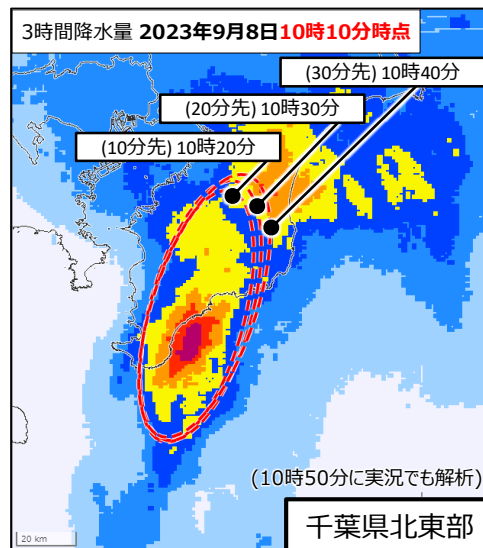 3時間降水量 2023年9月8日10時10分時点
(30分先) 10時40分
(20分先) 10時30分
(10分先) 10時20分
(10時50分に実況でも解析)
千葉県北東部
20 km